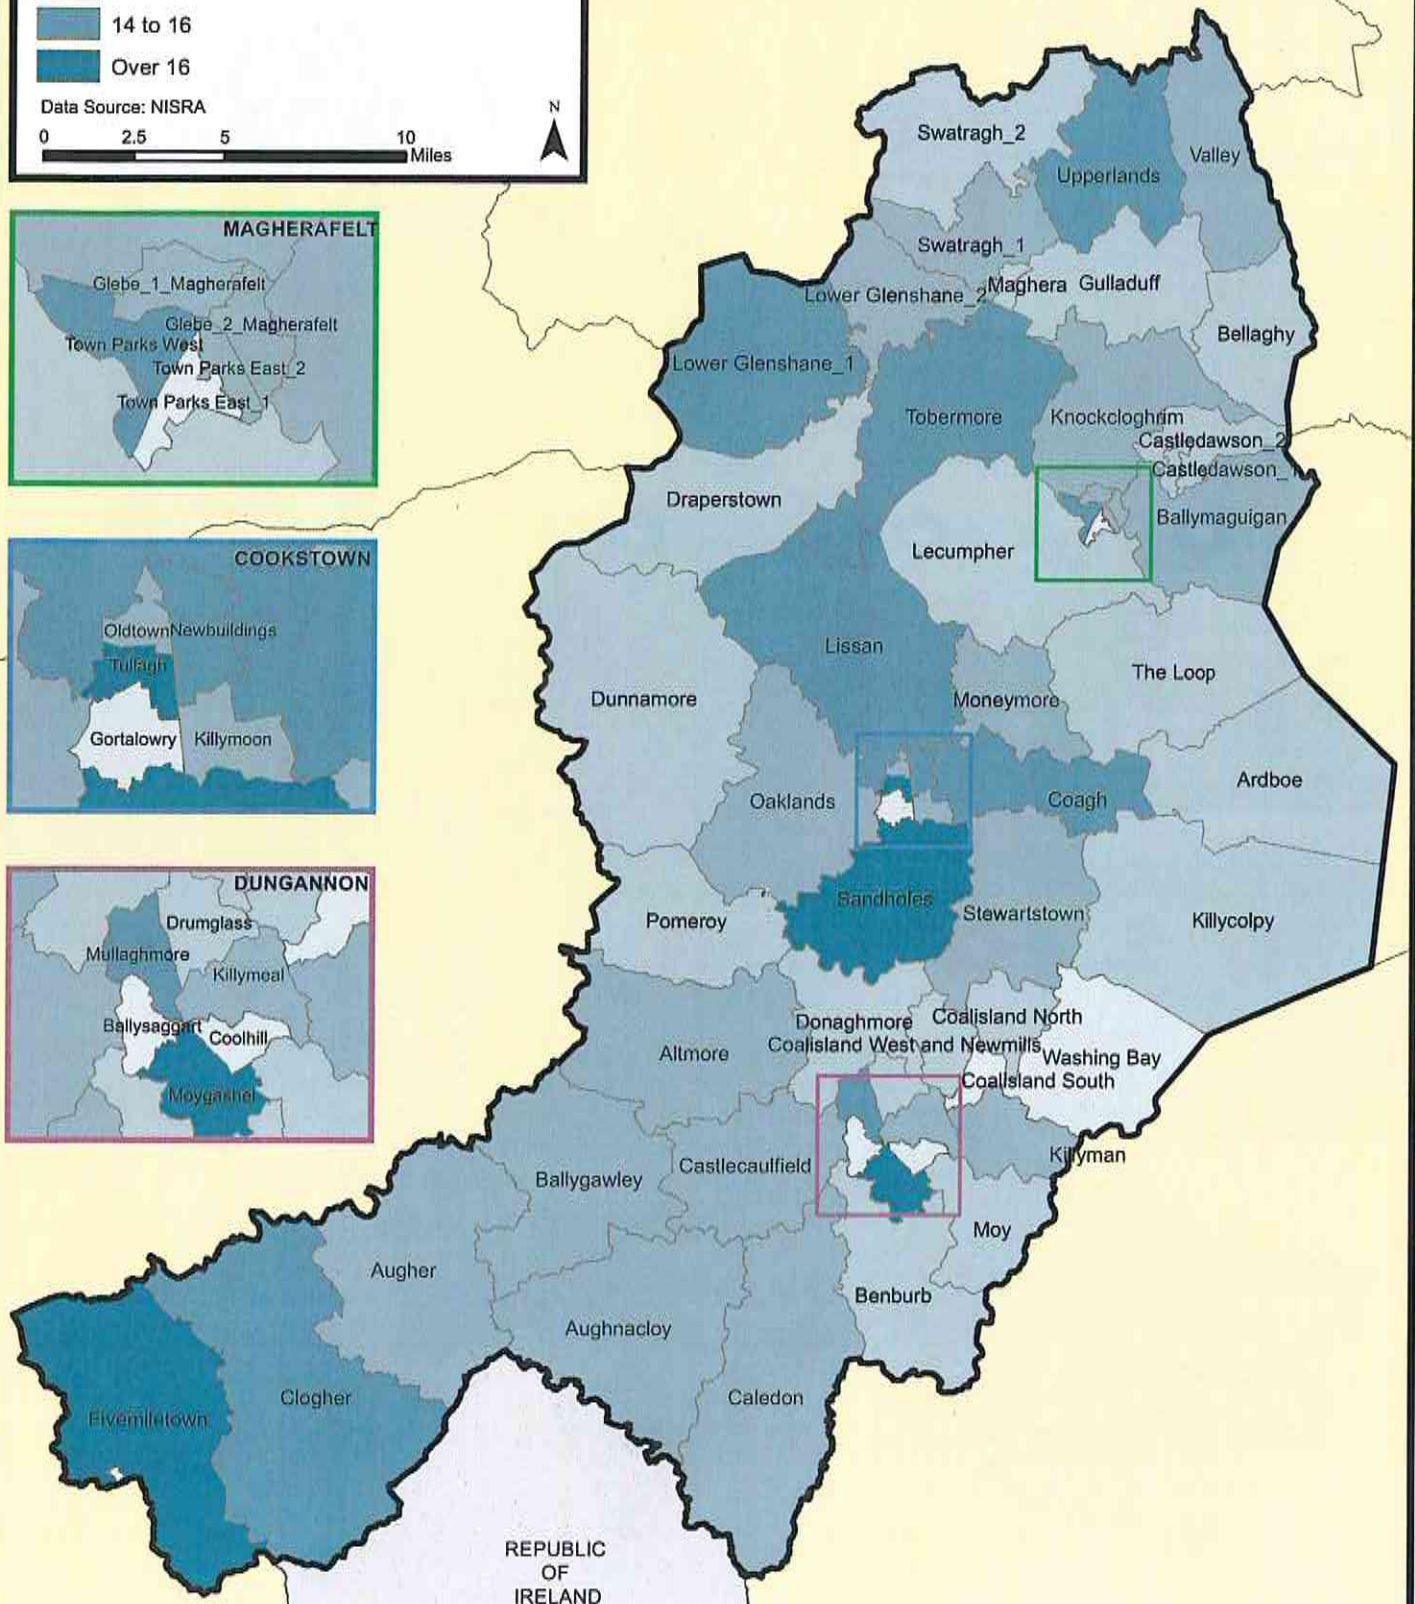 14 to 16
Over 16
Data Source: NISRA
0 2.5 5 10
Miles
N
MAGHERAFELT
Glebe_1_Magherafelt
Glebe_2_Magherafelt
Town Parks West
Town Parks East_2
Town Parks East_1
COOKSTOWN
Oldtown
Newbuildings
Tullagh
Gortalowry
Killymoon
DUNGANNON
Drumglass
Mullaghmore
Killymeal
Ballysaggart
Coolhill
Moygashel
Swatragh_2
Valley
Upperlands
Swatragh_1
Maghera
Gulladuff
Lower Glenshane_2
Bellaghy
Lower Glenshane_1
Tobermore
Knockcloghrim
Castledawson_2
Castledawson_1
Draperstown
Ballymaguigan
Lecumpher
Lissan
The Loop
Dunnamore
Moneymore
Ardboe
Oaklands
Coagh
Sandholes
Stewartstown
Pomeroy
Killycolpy
Donaghmore
Coalisland North
Coalisland West and Newmills
Altmore
Washing Bay
Coalisland South
Killyman
Castlecaulfield
Ballygawley
Moy
Augher
Benburb
Aughnacloy
Clogher
Caledon
Fivemiletown
REPUBLIC
OF
IRELAND